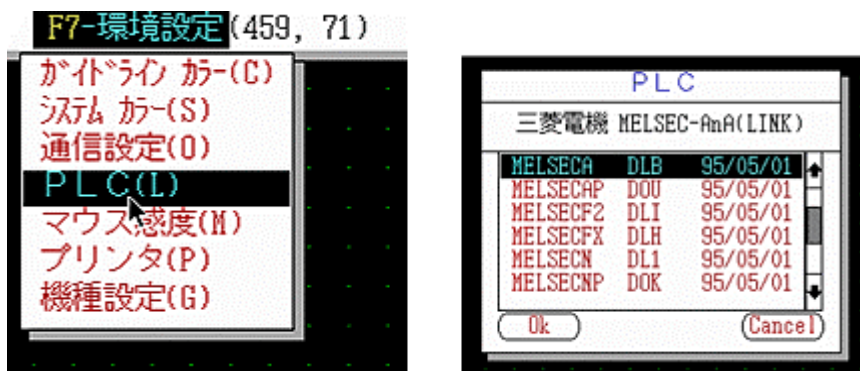 F7-環境設定(459, 71)
ｶﾞｲﾄﾞﾗｲﾝ ｶﾗｰ(C)
ｼｽﾃﾑ ｶﾗｰ(S)
通信設定(O)
ＰＬＣ(L)
マウス感度(M)
プリンタ(P)
機種設定(G)
ＰＬＣ
三菱電機 MELSEC-AnA(LINK)
MELSECA DLB 95/05/01
MELSECAP DOU 95/05/01
MELSECF2 DLI 95/05/01
MELSECFX DLH 95/05/01
MELSECN DL1 95/05/01
MELSECNP DOK 95/05/01
Ok
Cancel